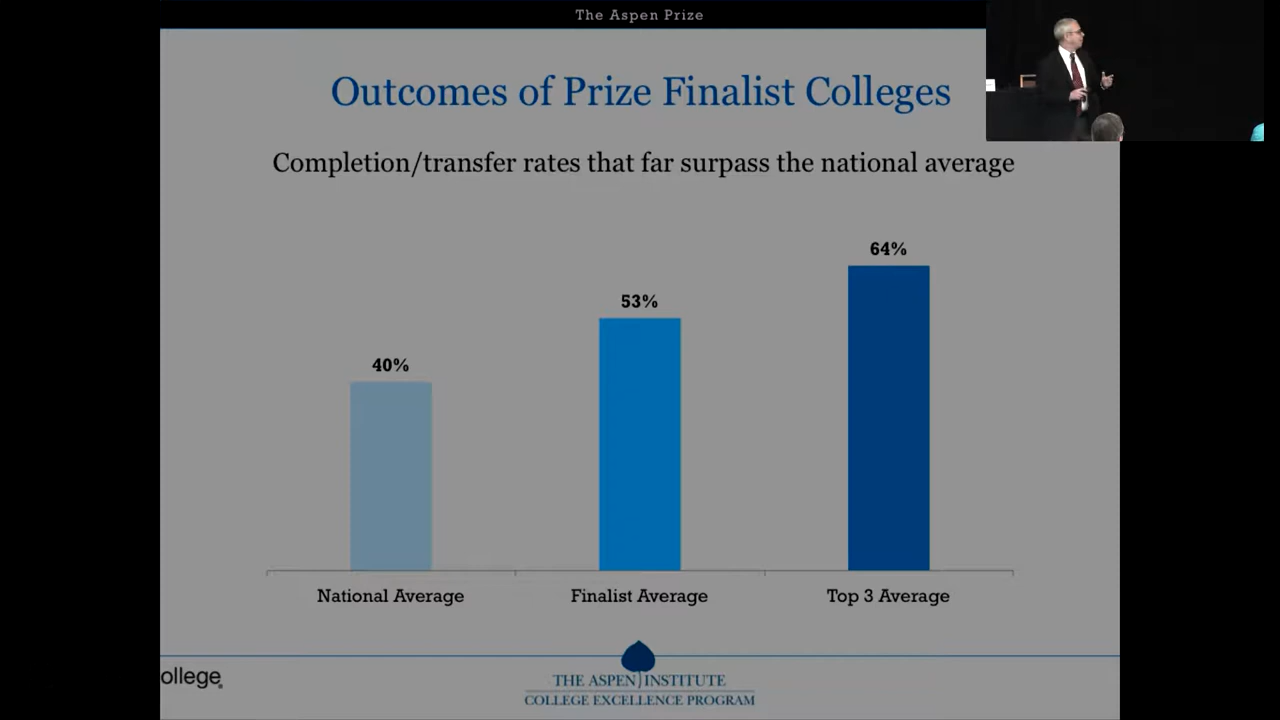 The Aspen Prize
Outcomes of Prize Finalist Colleges
Completion/transfer rates that far surpass the national average
40%
53%
64%
National Average
Finalist Average
Top 3 Average
ollege
THE ASPEN INSTITUTE
COLLEGE EXCELLENCE PROGRAM